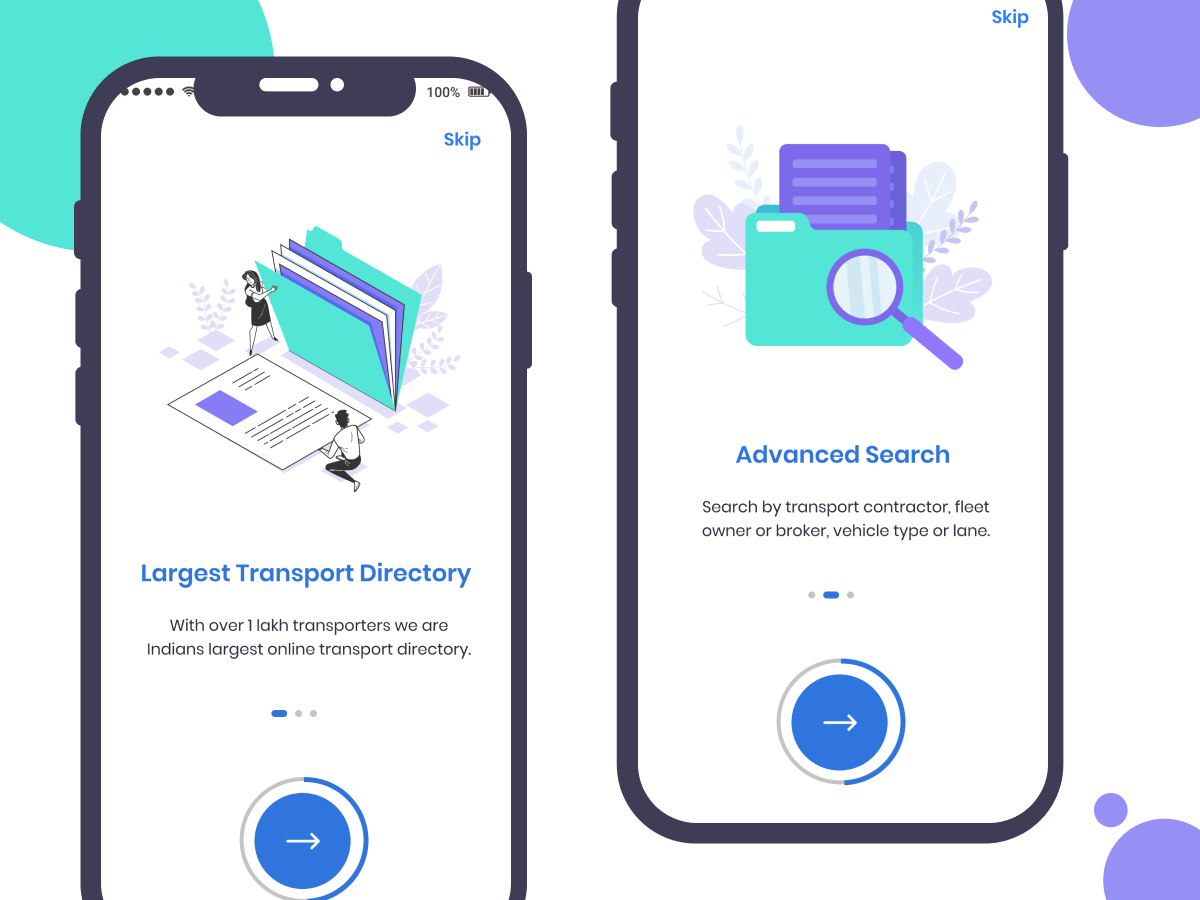 100%
Skip
Largest Transport Directory
With over 1 lakh transporters we are
Indians largest online transport directory.
Skip
Advanced Search
Search by transport contractor, fleet
owner or broker, vehicle type or lane.